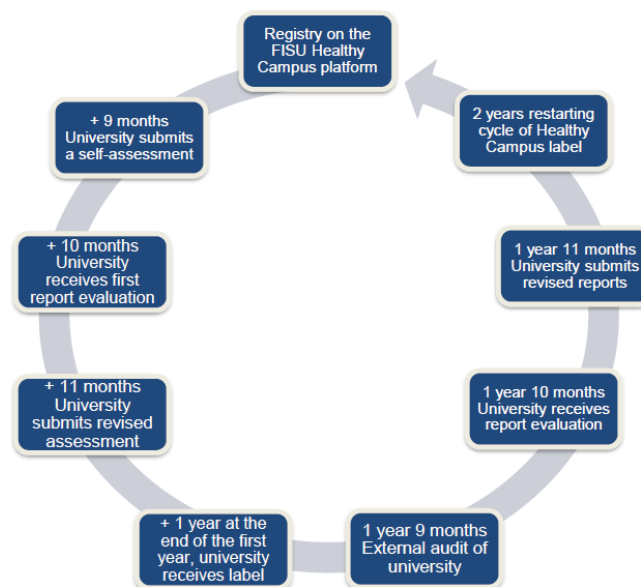 Registry on the
FISU Healthy
Campus platform
+ 9 months
University submits
a self-assessment
+ 10 months
University
receives first
report evaluation
+ 11 months
University
submits revised
assessment
+ 1 year at the
end of the first
year, university
receives label
1 year 9 months
External audit of
university
1 year 10 months
University receives
report evaluation
1 year 11 months
University submits
revised reports
2 years restarting
cycle of Healthy
Campus label